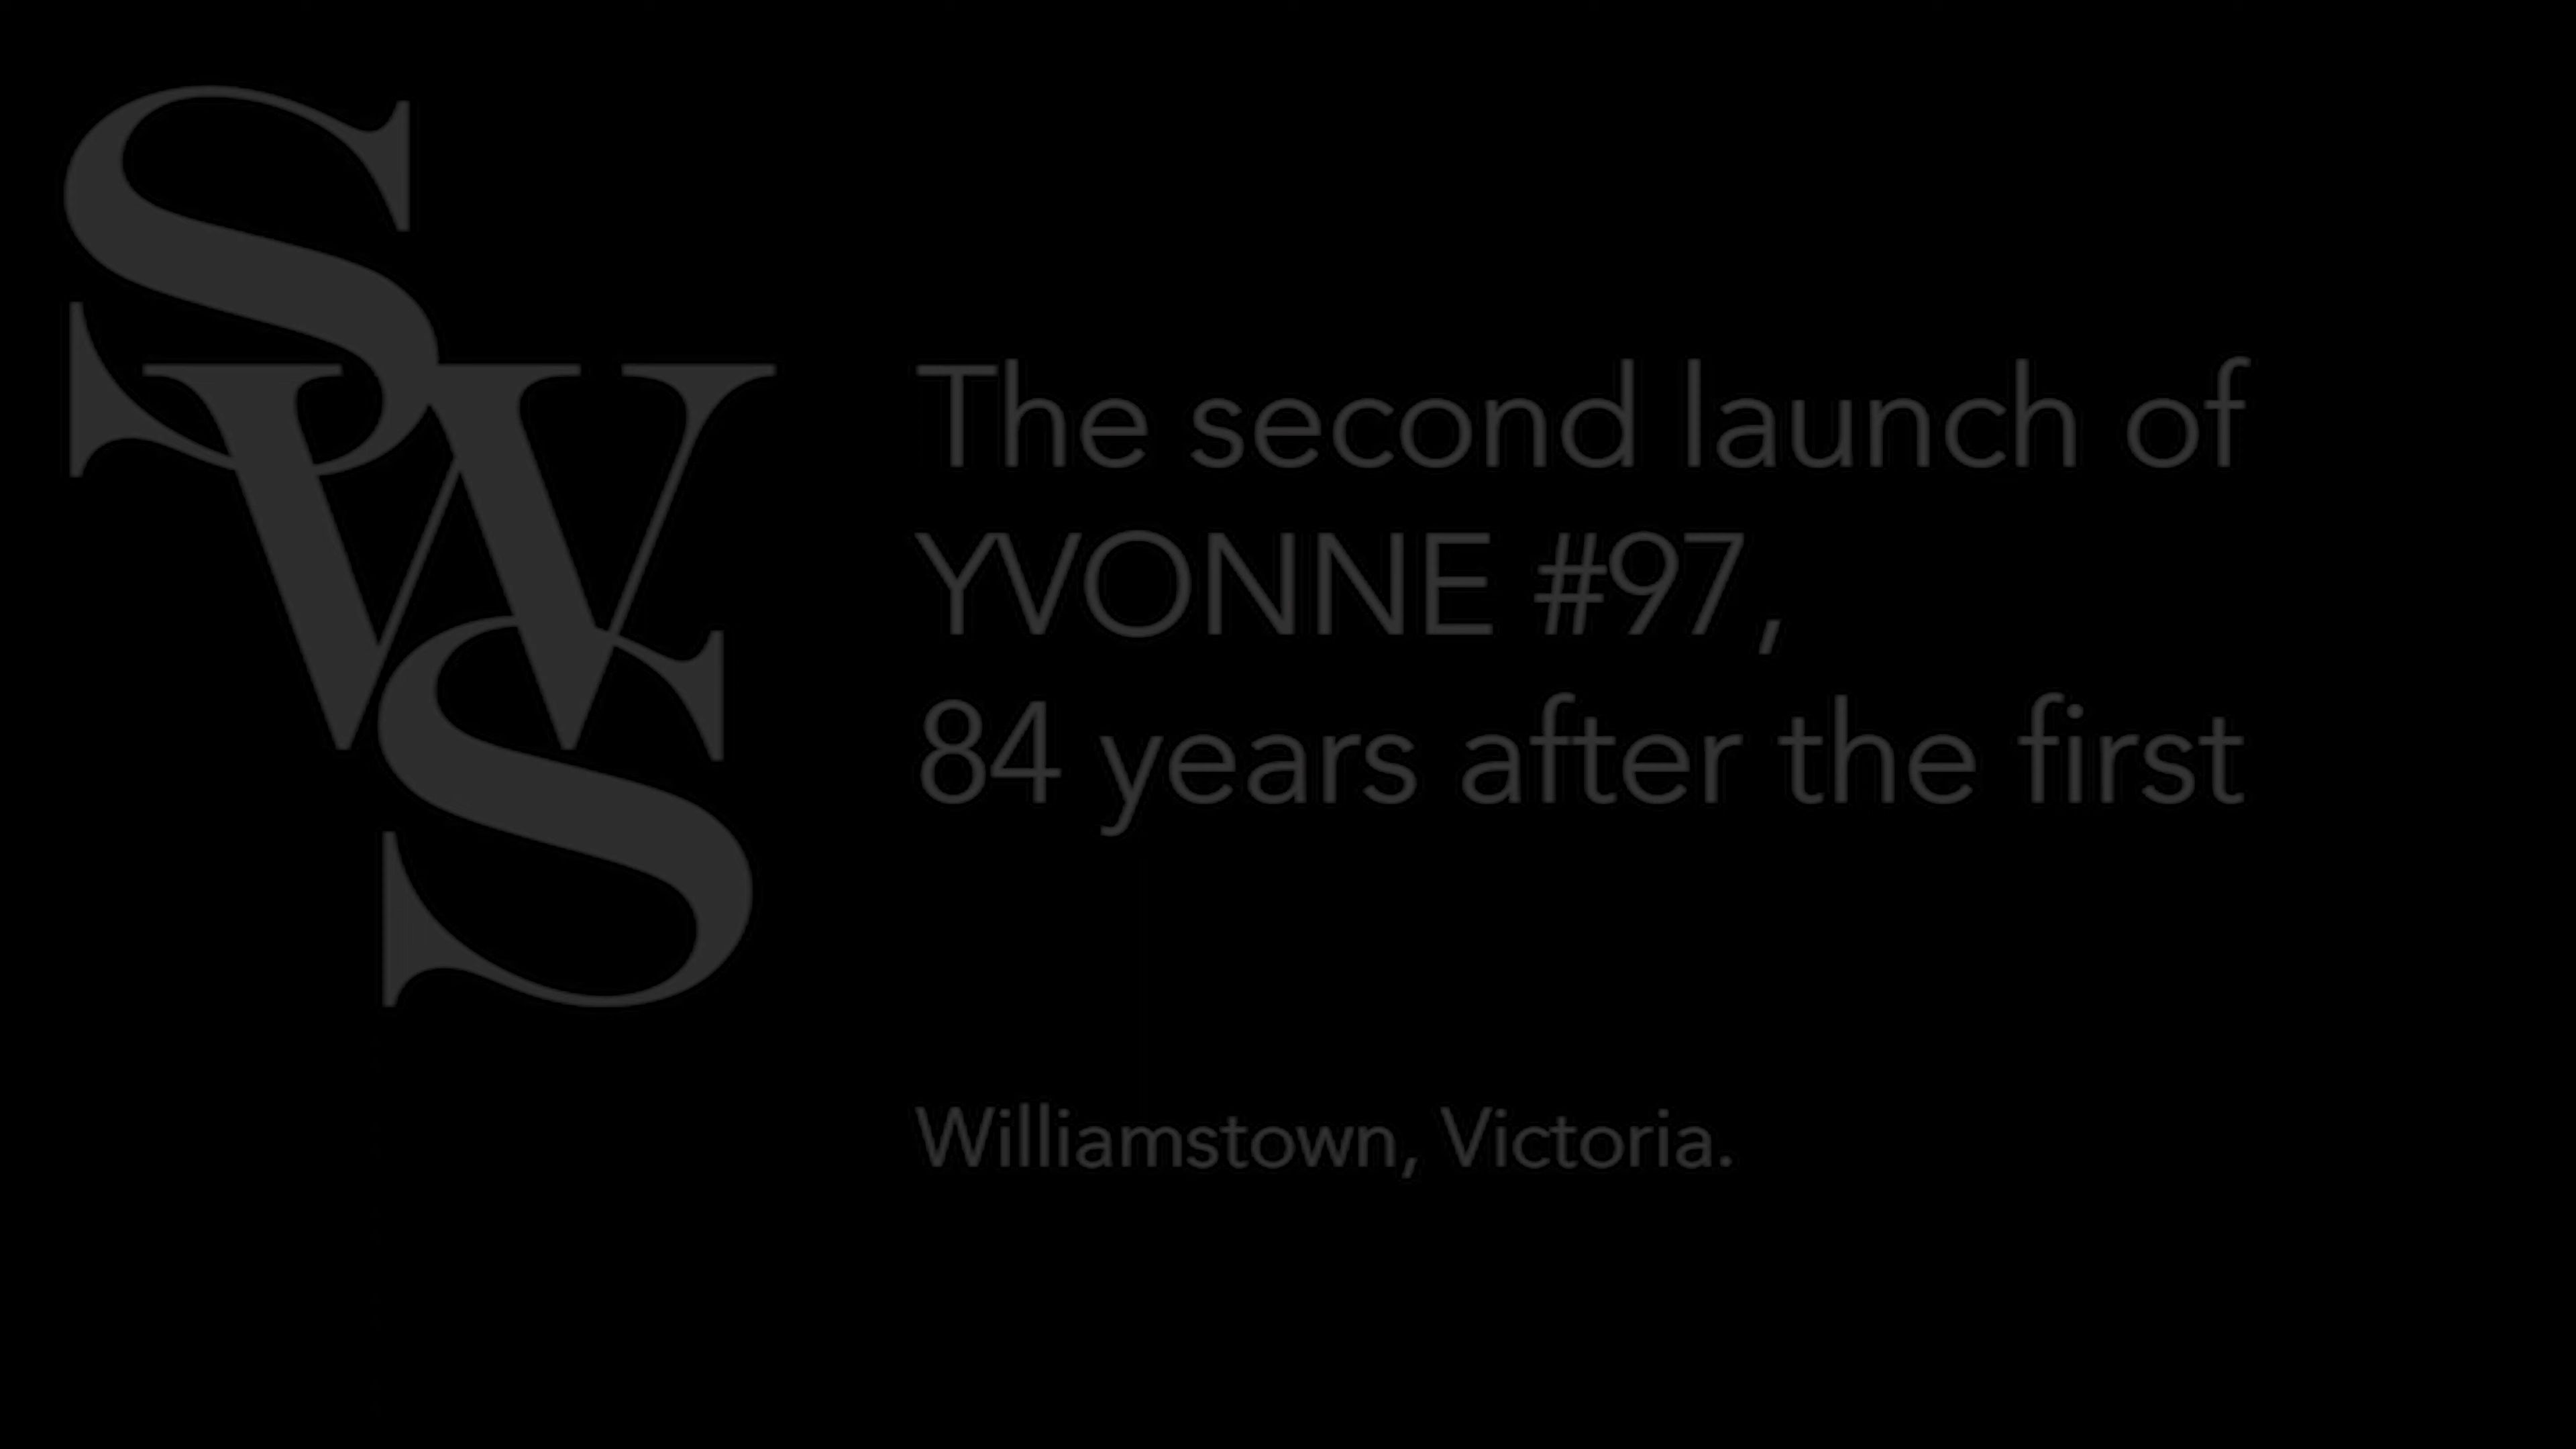 SWS
The second launch of
YVONNE #97,
84 years after the first
Williamstown, Victoria.